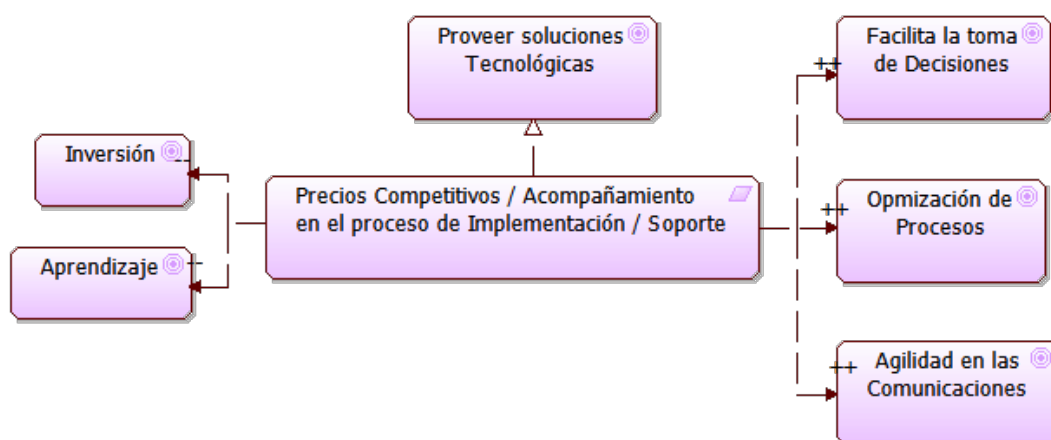 Proveer soluciones
Tecnológicas
Facilita la toma
de Decisiones
++
Inversión
--
Precios Competitivos / Acompañamiento
en el proceso de Implementación / Soporte
Opmización de
Procesos
++
Aprendizaje
Agilidad en las
Comunicaciones
++